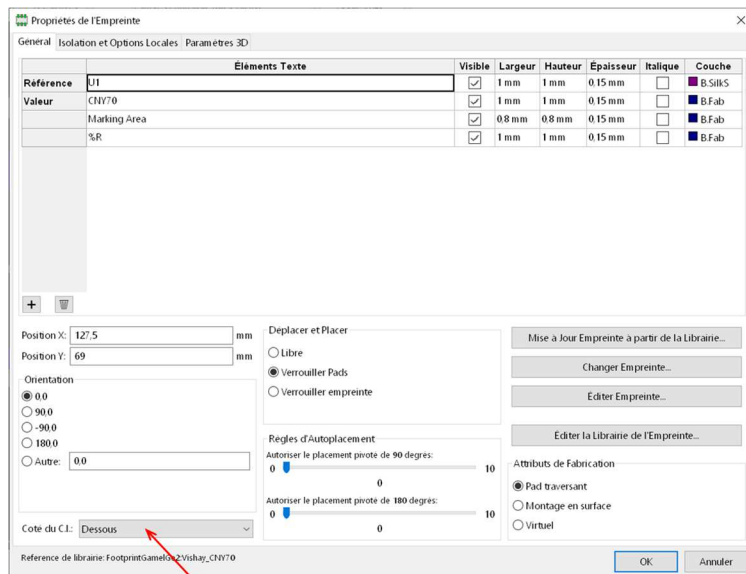 Propriétés de l'Empreinte
Général Isolation et Options Locales Paramètres 3D
Éléments Texte Visible Largeur Hauteur Épaisseur Italique Couche
Référence U1 1 mm 1 mm 0,15 mm B.SilkS
Valeur CNY70 1 mm 1 mm 0,15 mm B.Fab
Marking Area 0,8 mm 0,8 mm 0,15 mm B.Fab
%R 1 mm 1 mm 0,15 mm B.Fab
Position X: 127,5 mm
Position Y: 69 mm
Orientation
0,0
90,0
-90,0
180,0
Autre: 0,0
Coté du C.I.: Dessous
Déplacer et Placer
Libre
Verrouiller Pads
Verrouiller empreinte
Règles d'Autoplacement
Autoriser le placement pivoté de 90 degrés:
0 10
0
Autoriser le placement pivoté de 180 degrés:
0 10
0
Mise à Jour Empreinte à partir de la Librairie...
Changer Empreinte...
Éditer Empreinte...
Éditer la Librairie de l'Empreinte...
Attributs de Fabrication
Pad traversant
Montage en surface
Virtuel
Reference de librairie: FootprintGamelGe2:Vishay_CNY70
OK Annuler